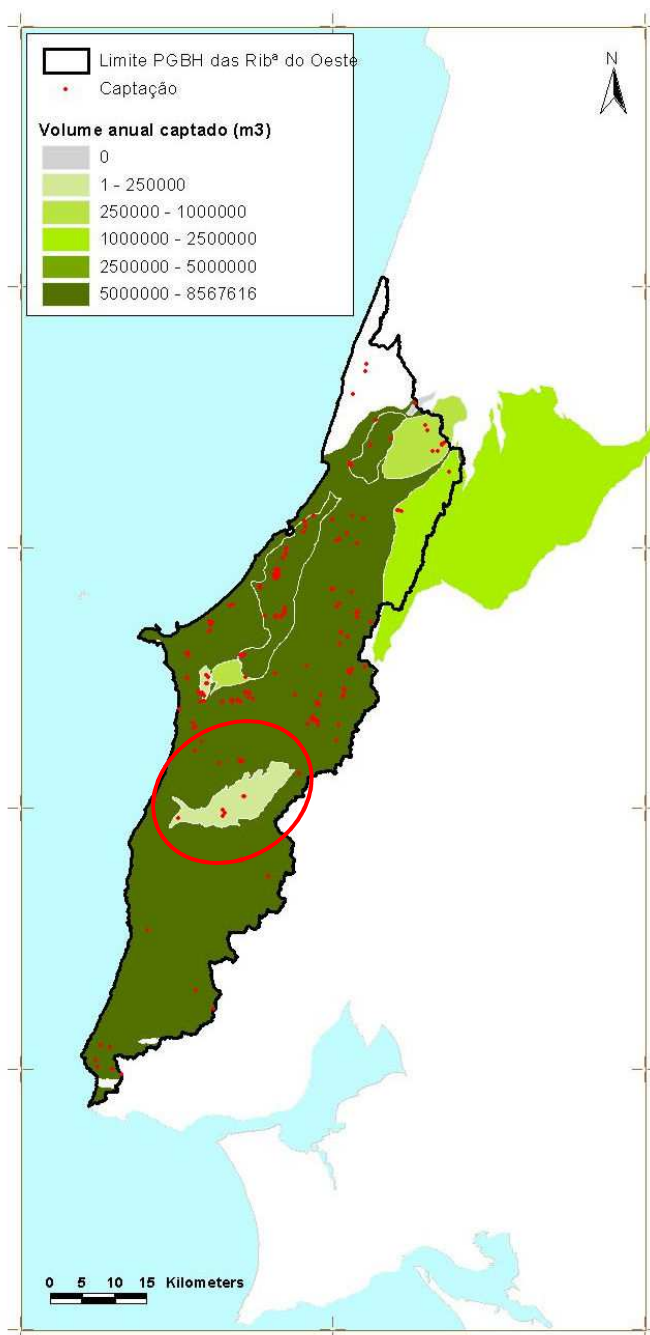 Limite PGBH das Ribª do Oeste
Captação
Volume anual captado (m3)
0
1 - 250000
250000 - 1000000
1000000 - 2500000
2500000 - 5000000
5000000 - 8567616
N
0 5 10 15 Kilometers